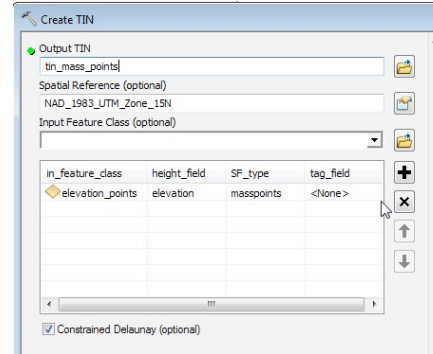 Create TIN
Output TIN
tin_mass_points
Spatial Reference (optional)
NAD_1983_UTM_Zone_15N
Input Feature Class (optional)
in_feature_class height_field SF_type tag_field
elevation_points elevation masspoints <None>
Constrained Delaunay (optional)